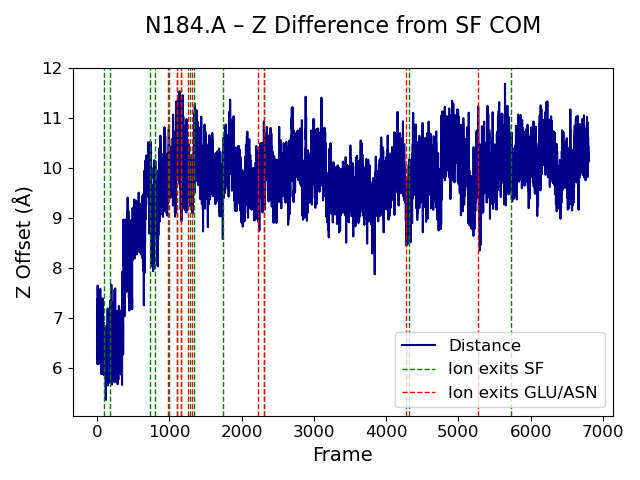 N184.A – Z Difference from SF COM
12
11
10
9
8
7
6
Z Offset (Å)
0 1000 2000 3000 4000 5000 6000 7000
Frame
Distance
Ion exits SF
Ion exits GLU/ASN